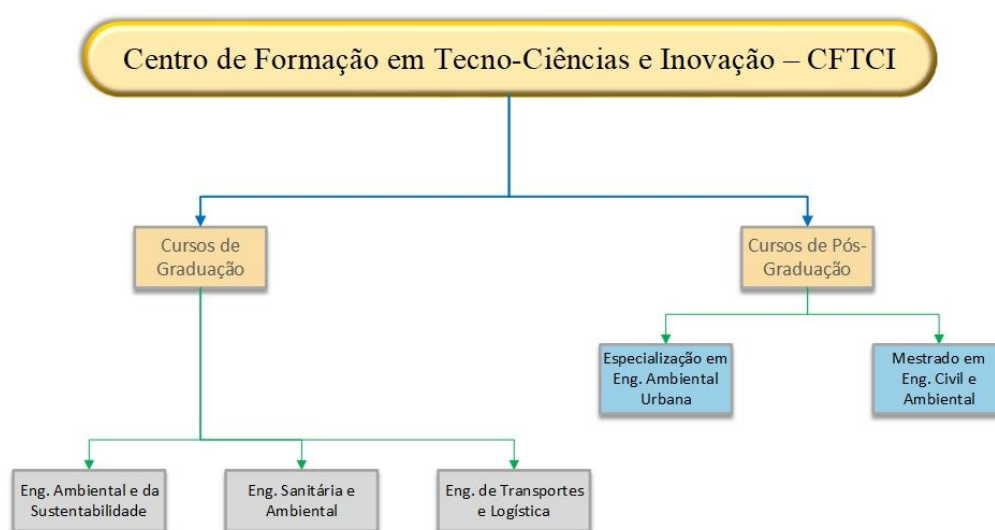 Centro de Formação em Tecno-Ciências e Inovação – CFTCI
Cursos de
Graduação
Cursos de Pós-
Graduação
Especialização em
Eng. Ambiental
Urbana
Mestrado em
Eng. Civil e
Ambiental
Eng. Ambiental e da
Sustentabilidade
Eng. Sanitária e
Ambiental
Eng. de Transportes
e Logística